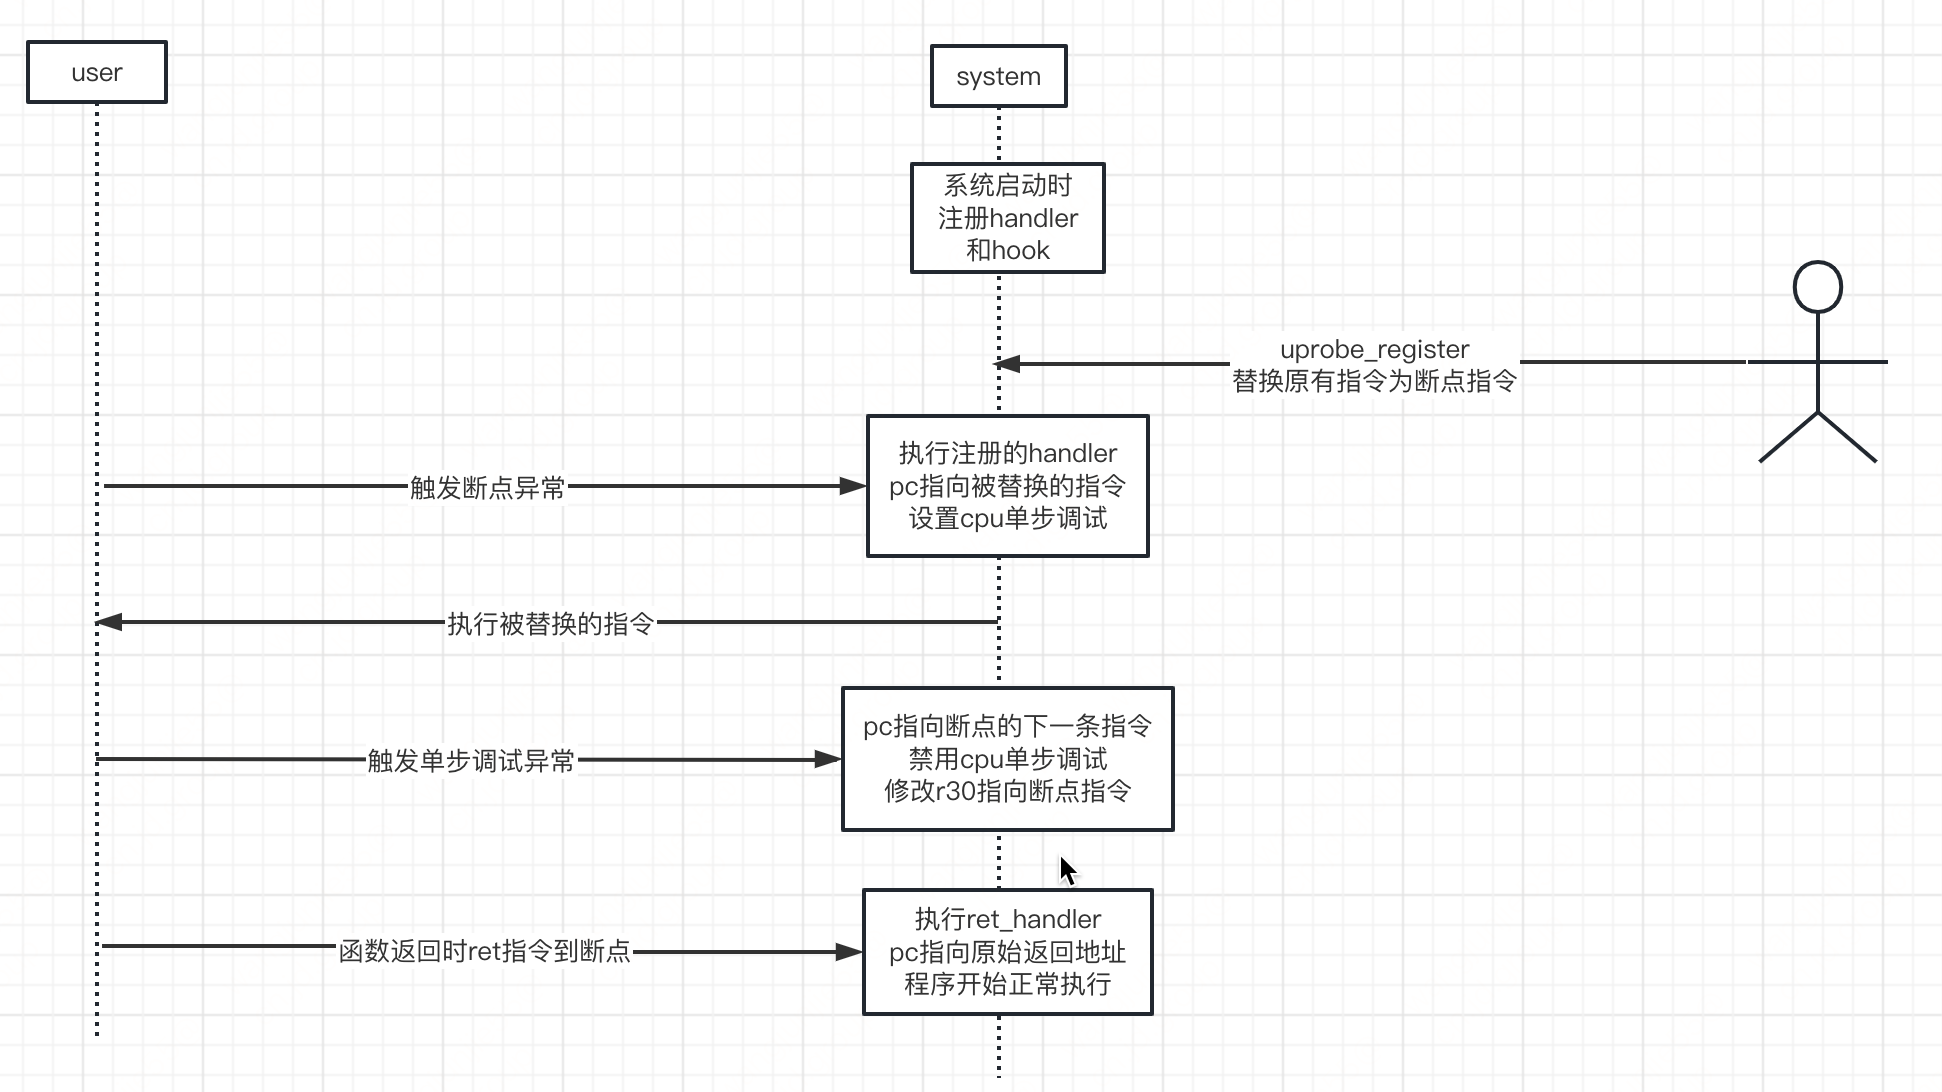 user
system
系统启动时
注册handler
和hook
uprobe_register
替换原有指令为断点指令
执行注册的handler
pc指向被替换的指令
设置cpu单步调试
触发断点异常
执行被替换的指令
pc指向断点的下一条指令
禁用cpu单步调试
修改r30指向断点指令
触发单步调试异常
执行ret_handler
pc指向原始返回地址
程序开始正常执行
函数返回时ret指令到断点